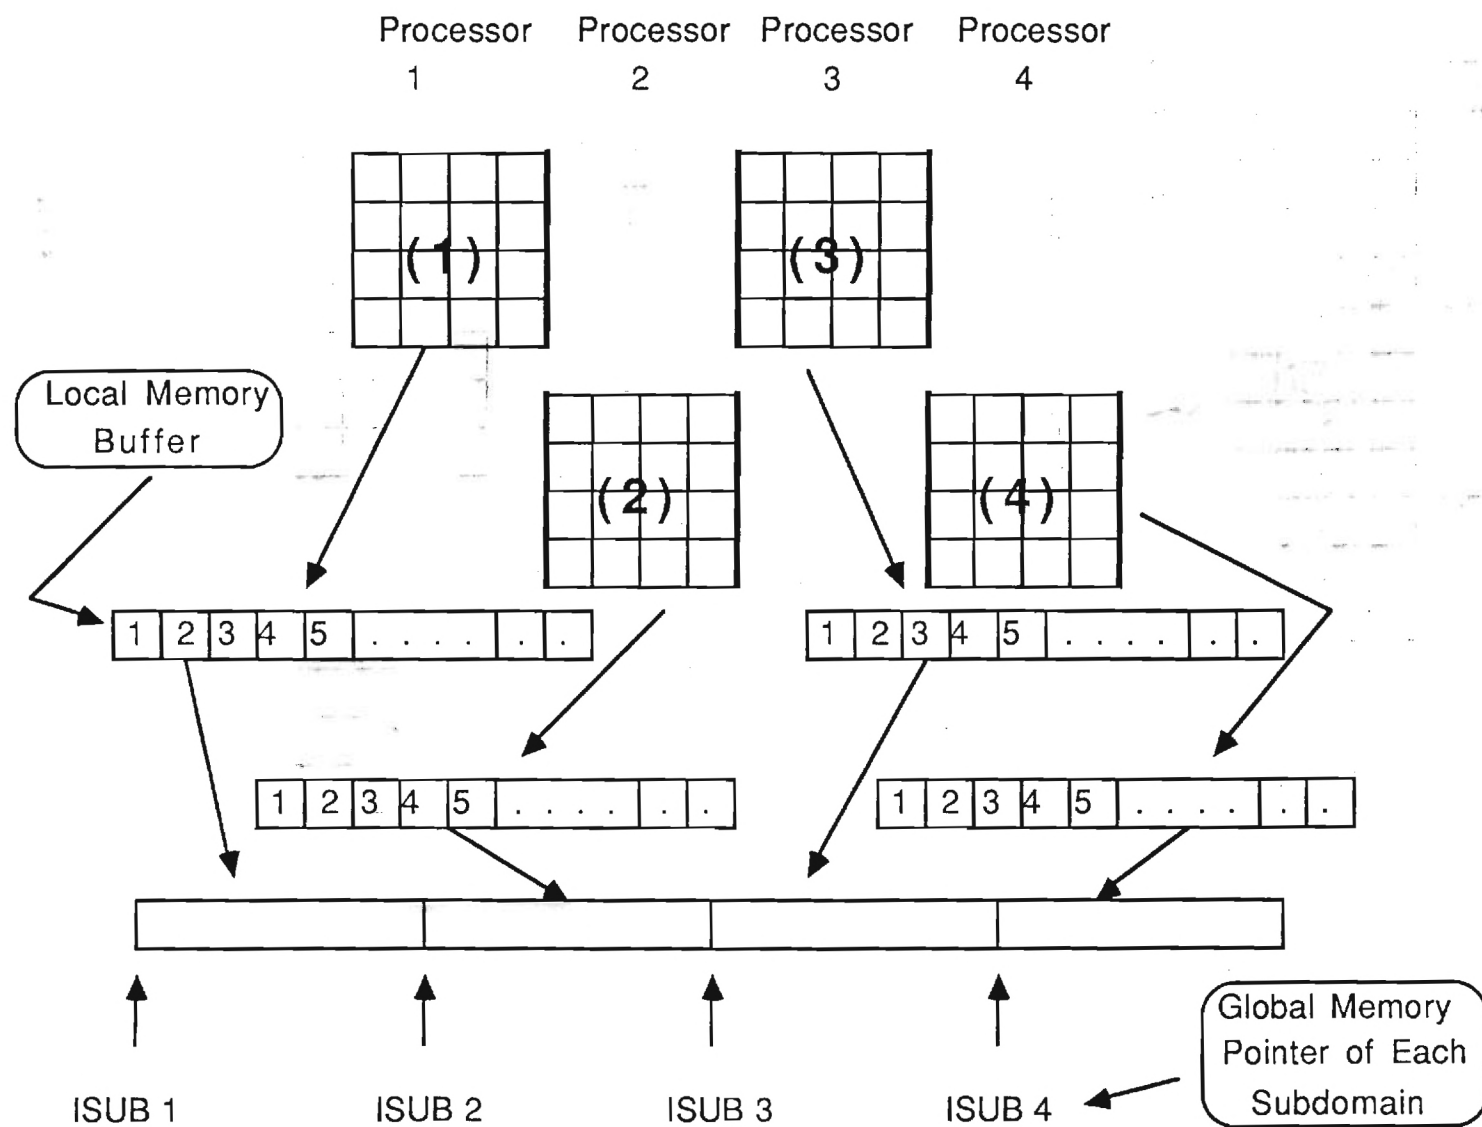 Processor Processor Processor Processor
1 2 3 4
(1) (3)
Local Memory
Buffer
(2) (4)
1 2 3 4 5 . . . . . . 1 2 3 4 5 . . . . . .
1 2 3 4 5 . . . . . . 1 2 3 4 5 . . . . . .
Global Memory
Pointer of Each
Subdomain
ISUB 1 ISUB 2 ISUB 3 ISUB 4